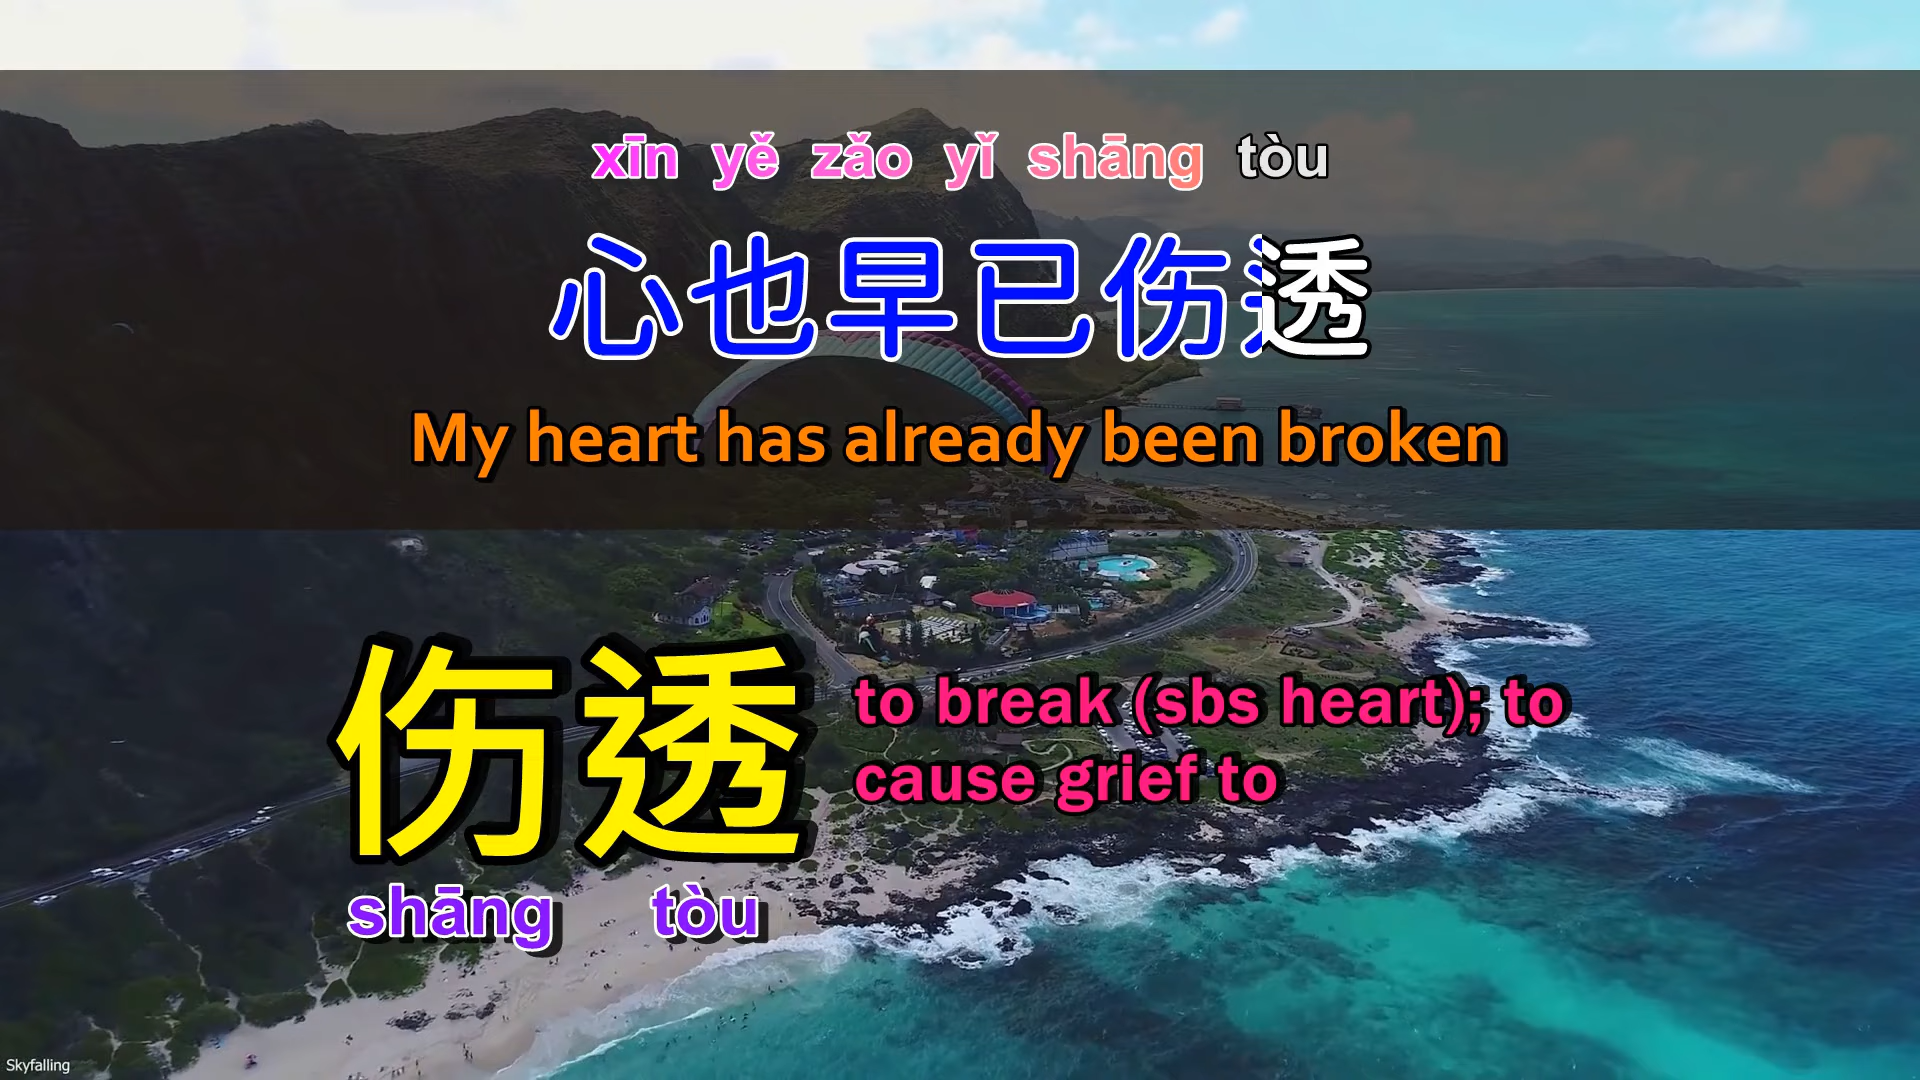 xīn yě zǎo yǐ shāng tòu
心也早已伤透
My heart has already been broken
伤透
to break (sbs heart); to
cause grief to
shāng tòu
Skyfalling